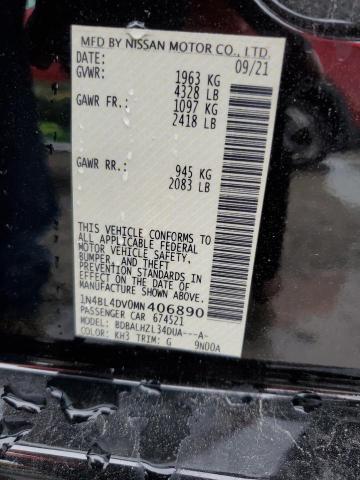 MFD BY NISSAN MOTOR CO., LTD.
DATE: 09/21
GVWR: 1963 KG
4328 LB
GAWR FR.: 1097 KG
2418 LB
GAWR RR.: 945 KG
2083 LB
THIS VEHICLE CONFORMS TO
ALL APPLICABLE FEDERAL
MOTOR VEHICLE SAFETY,
BUMPER, AND THEFT
PREVENTION STANDARDS IN
EFFECT ON THE DATE OF
MANUFACTURE SHOWN ABOVE.
1N4BL4DV0MN406890
PASSENGER CAR 674521
MODEL: BDBALHZL34DUA---A-
COLOR: KH3 TRIM: G 9N00A